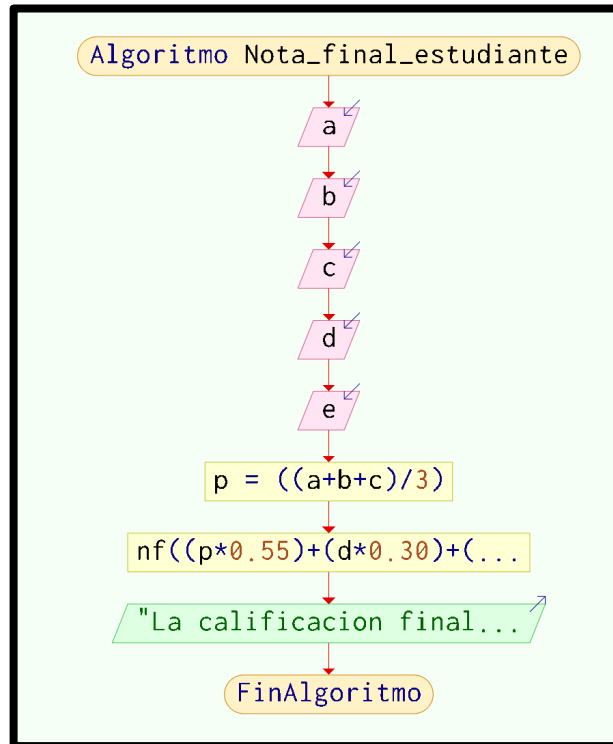 Algoritmo Nota_final_estudiante
a
b
c
d
e
p = ((a+b+c)/3)
nf((p*0.55)+(d*0.30)+(...
"La calificacion final...
FinAlgoritmo